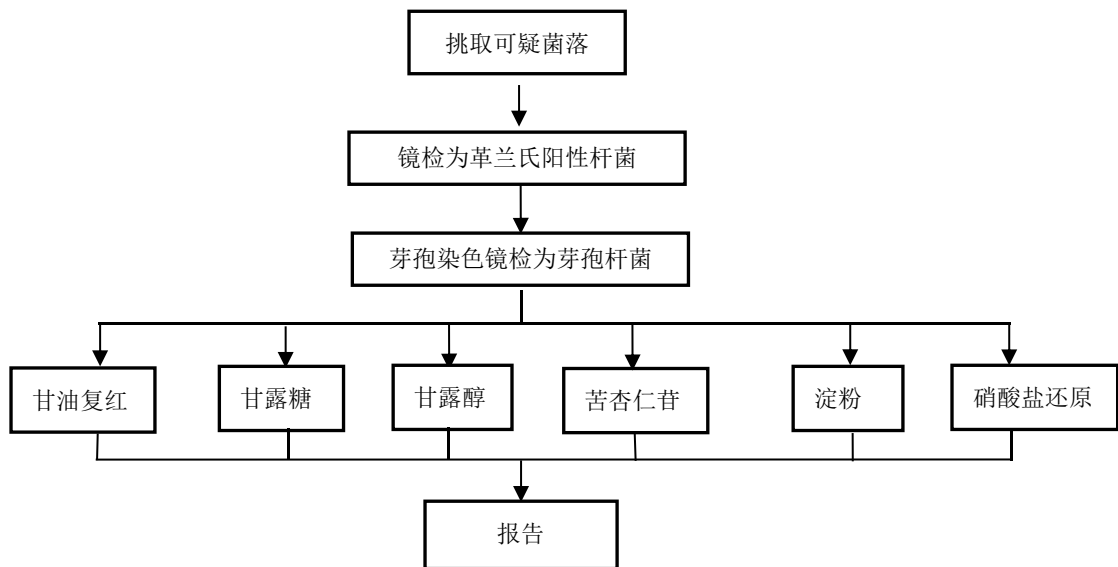 挑取可疑菌落
镜检为革兰氏阳性杆菌
芽孢染色镜检为芽孢杆菌
甘油复红
甘露糖
甘露醇
苦杏仁苷
淀粉
硝酸盐还原
报告